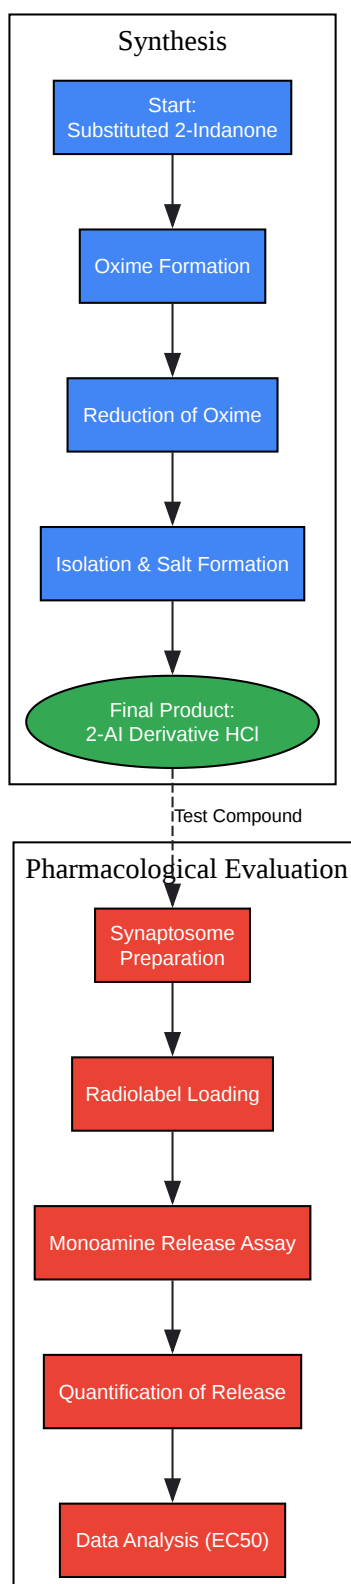 Synthesis
Start:
Substituted 2-Indanone
Oxime Formation
Reduction of Oxime
Isolation & Salt Formation
Final Product:
2-AI Derivative HCl
Test Compound
Pharmacological Evaluation
Synaptosome
Preparation
Radiolabel Loading
Monoamine Release Assay
Quantification of Release
Data Analysis (EC50)